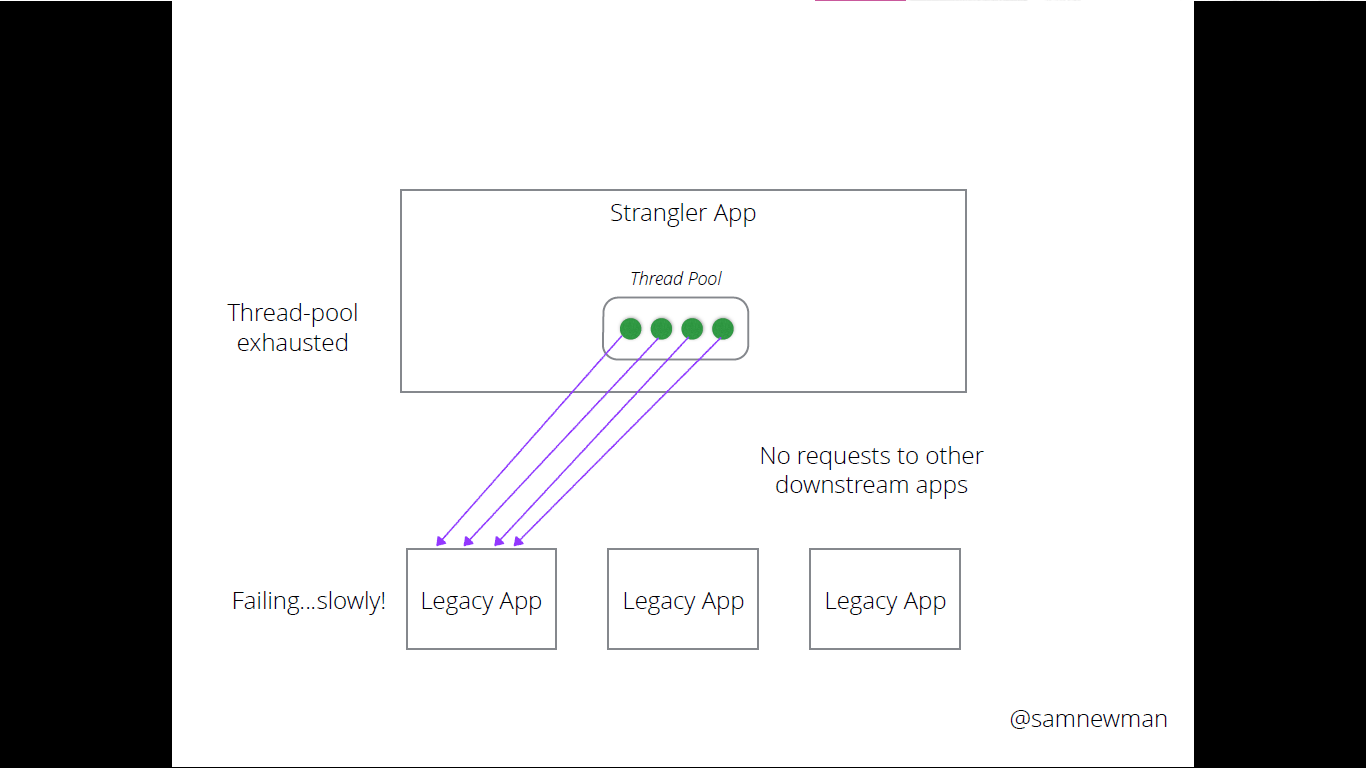 Strangler App
Thread Pool
Thread-pool
exhausted
No requests to other
downstream apps
Failing...slowly!
Legacy App
Legacy App
Legacy App
@samnewman